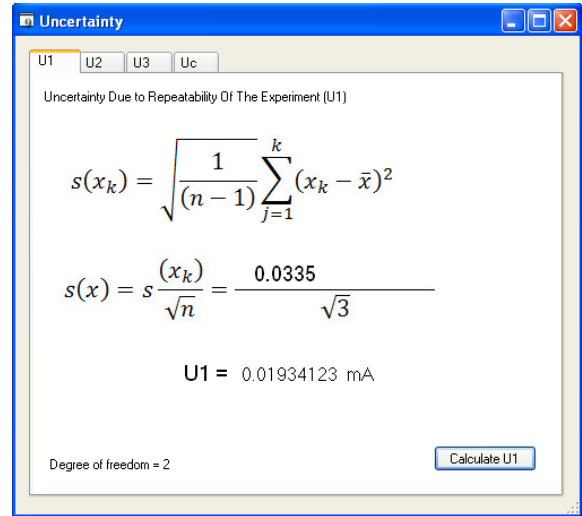 Uncertainty
U1 U2 U3 Uc
Uncertainty Due to Repeatability Of The Experiment (U1)
s(x_k) = √(1/(n − 1)) ∑_{j=1}^{k} (x_k − x̄)²
s(x) = s (x_k)/√n = 0.0335/√3
U1 = 0.01934123 mA
Degree of freedom = 2
Calculate U1